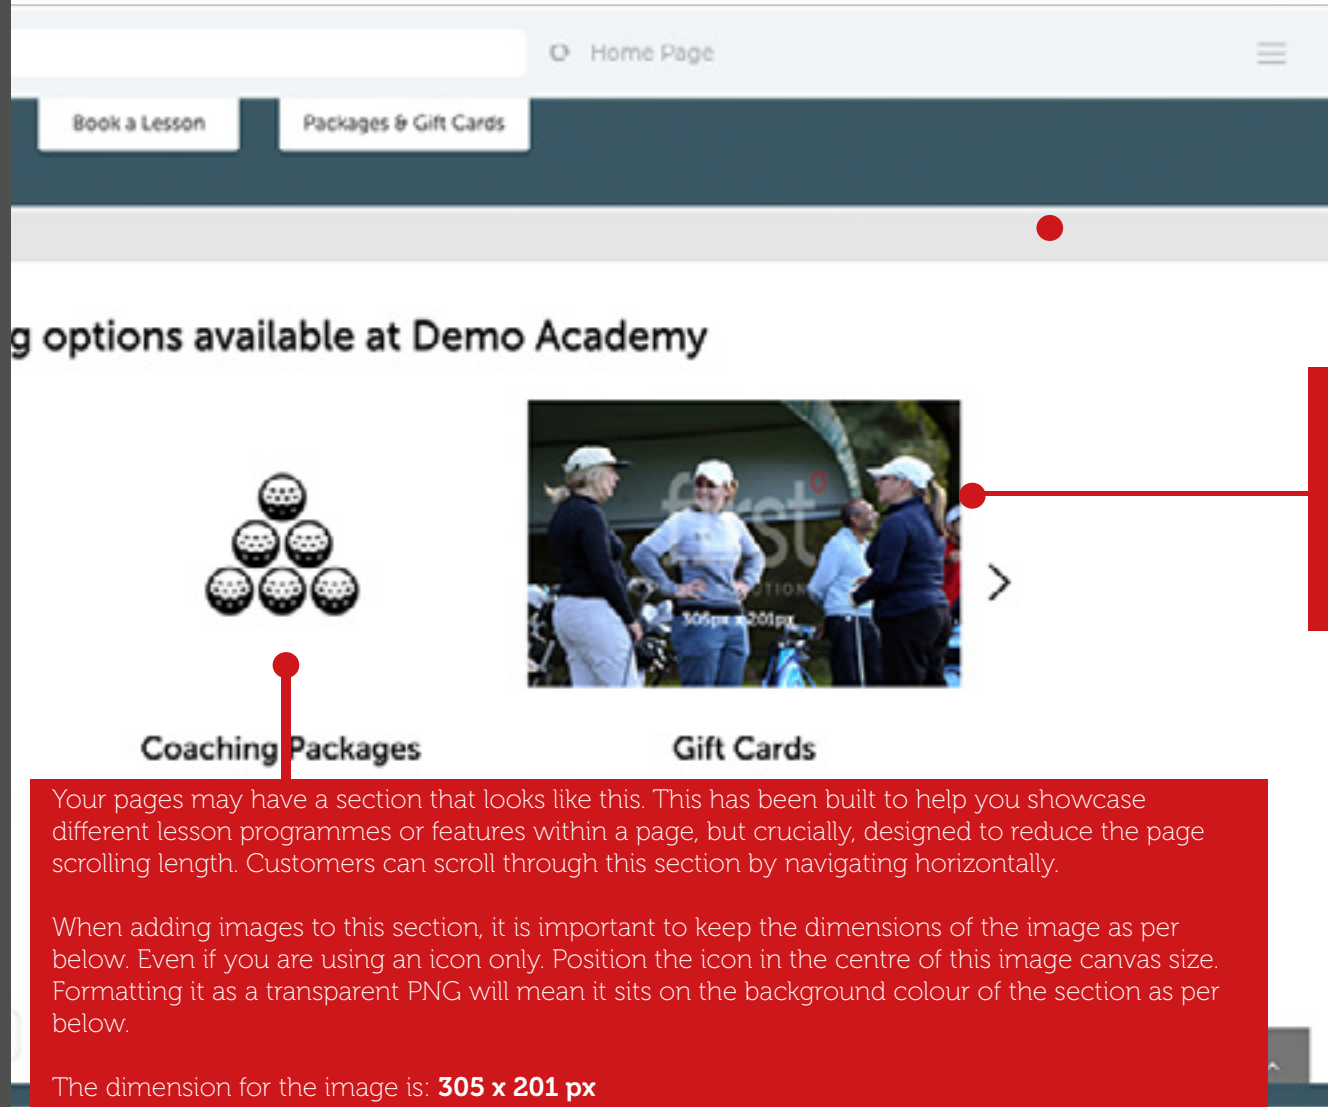 Home Page
Book a Lesson
Packages & Gift Cards
g options available at Demo Academy
first
305px x 201px
Coaching Packages
Gift Cards
Your pages may have a section that looks like this. This has been built to help you showcase
different lesson programmes or features within a page, but crucially, designed to reduce the page
scrolling length. Customers can scroll through this section by navigating horizontally.
When adding images to this section, it is important to keep the dimensions of the image as per
below. Even if you are using an icon only. Position the icon in the centre of this image canvas size.
Formatting it as a transparent PNG will mean it sits on the background colour of the section as per
below.
The dimension for the image is: 305 x 201 px